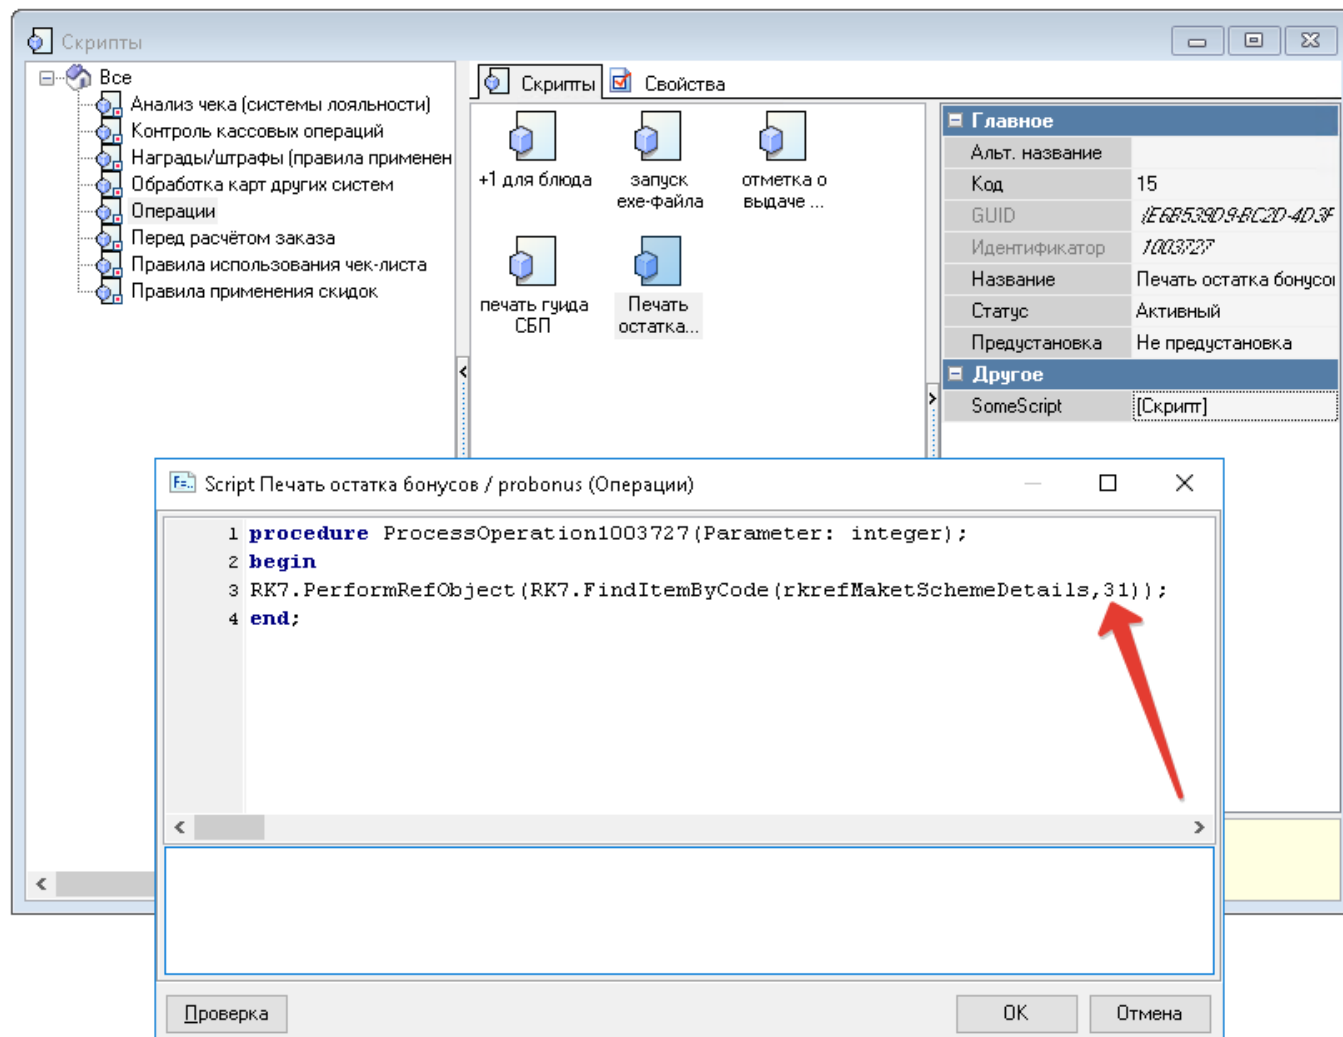 Скрипты
Все
Анализ чека (системы лояльности)
Контроль кассовых операций
Награды/штрафы (правила применен
Обработка карт других систем
Операции
Перед расчётом заказа
Правила использования чек-листа
Правила применения скидок
Скрипты
Свойства
+1 для блюда
запуск
exe-файла
отметка о
выдаче ...
печать гуида
СБП
Печать
остатка...
Главное
Альт. название
Код 15
GUID {E6B539D9-BC2D-4D3F
Идентификатор 1003727
Название Печать остатка бонусо
Статус Активный
Предустановка Не предустановка
Другое
SomeScript [Скрипт]
Script Печать остатка бонусов / probonus (Операции)
1 procedure ProcessOperation1003727(Parameter: integer);
2 begin
3 RK7.PerformRefObject(RK7.FindItemByCode(rkrefMaketSchemeDetails,31));
4 end;
Проверка
OK
Отмена